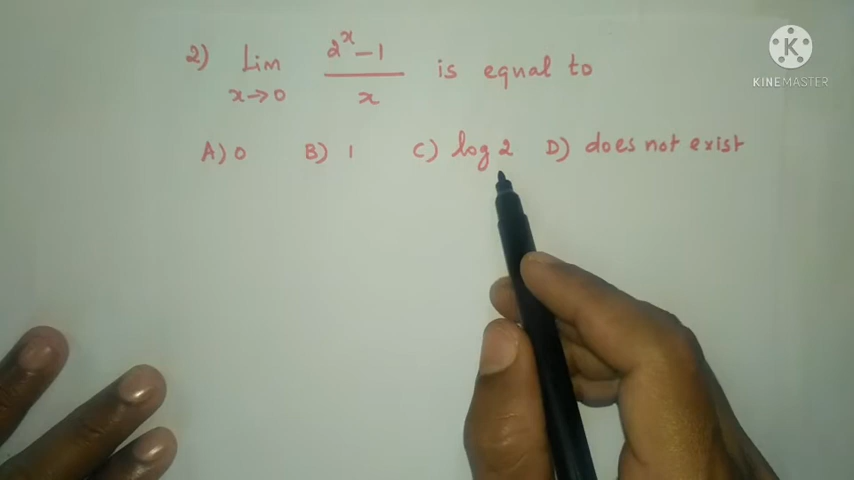 2) Lim 2^x - 1 is equal to
x→0 x
A) 0 B) 1 C) log 2 D) does not exist
K
KINEMASTER